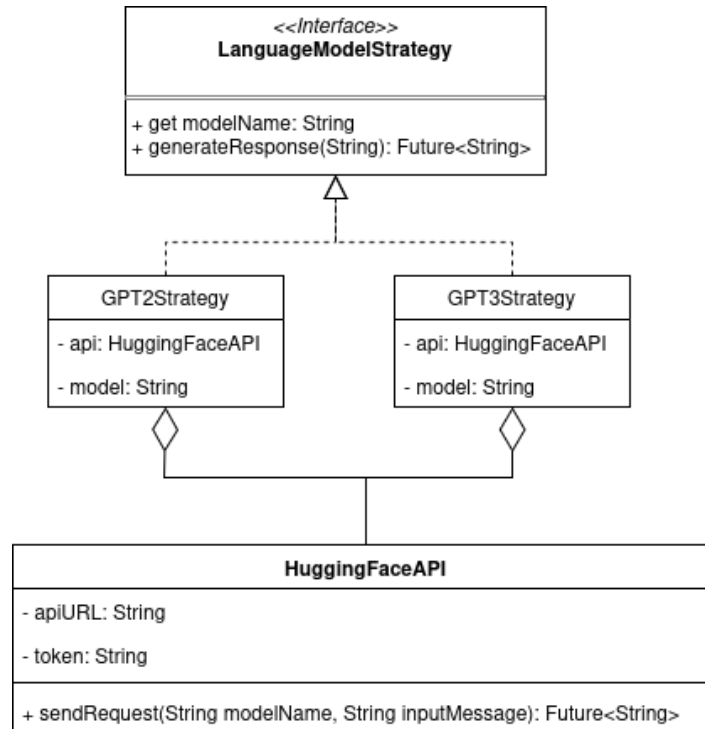 <<Interface>>
LanguageModelStrategy
+ get modelName: String
+ generateResponse(String): Future<String>
GPT2Strategy
- api: HuggingFaceAPI
- model: String
GPT3Strategy
- api: HuggingFaceAPI
- model: String
HuggingFaceAPI
- apiURL: String
- token: String
+ sendRequest(String modelName, String inputMessage): Future<String>